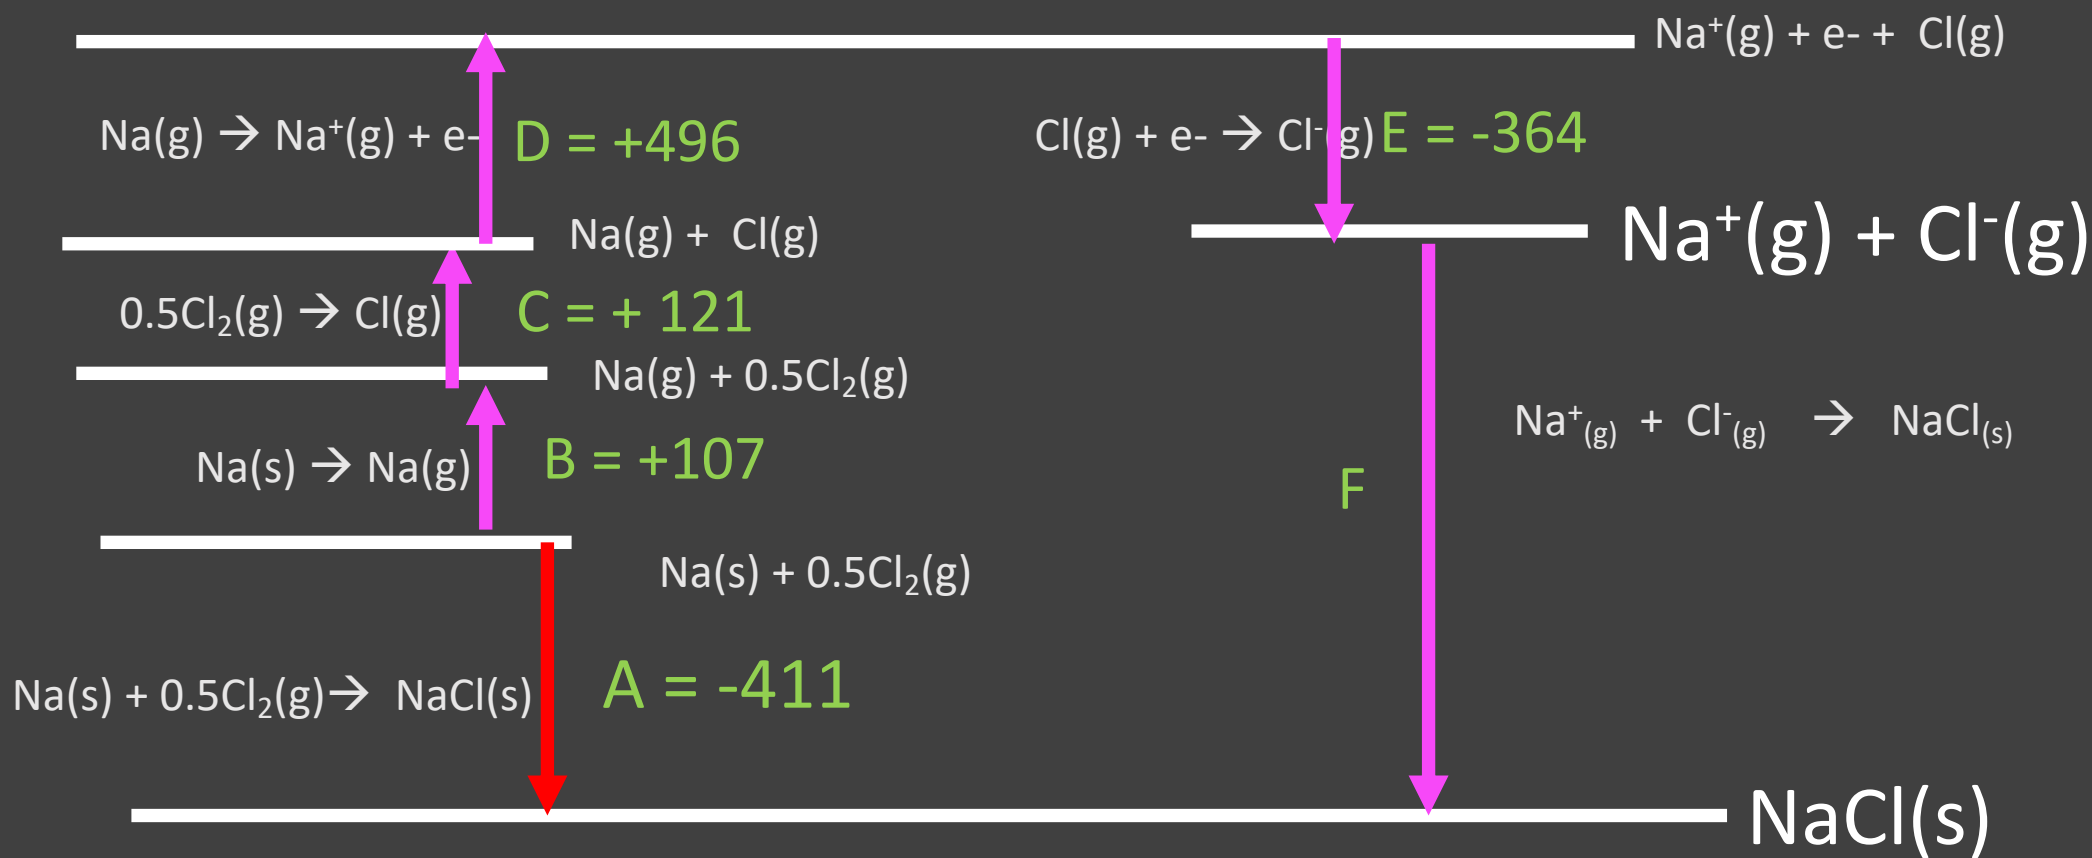 Na⁺(g) + e- + Cl(g)
Na(g) → Na⁺(g) + e-
D = +496
Cl(g) + e- → Cl⁻(g)
E = -364
Na(g) + Cl(g)
Na⁺(g) + Cl⁻(g)
0.5Cl₂(g) → Cl(g)
C = + 121
Na(g) + 0.5Cl₂(g)
Na⁺₍g₎ + Cl⁻₍g₎ → NaCl₍s₎
Na(s) → Na(g)
B = +107
F
Na(s) + 0.5Cl₂(g)
Na(s) + 0.5Cl₂(g)→ NaCl(s)
A = -411
NaCl(s)